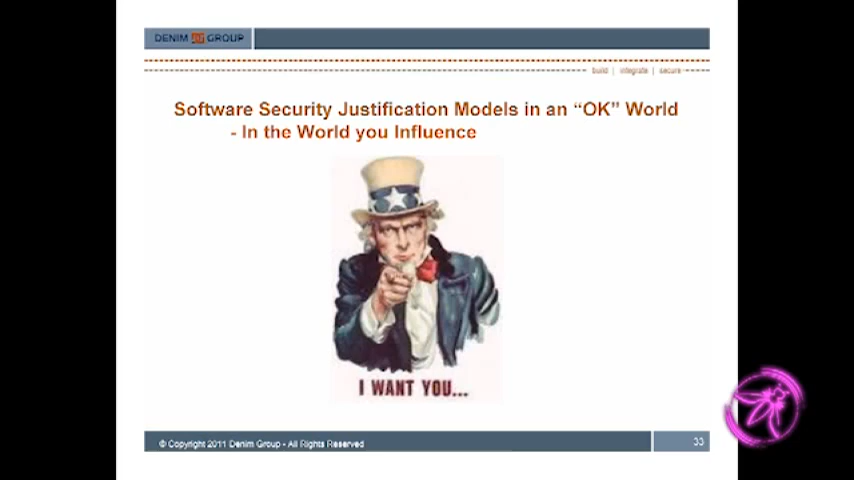 DENIM GROUP
build | integrate | secure
Software Security Justification Models in an “OK” World
- In the World you Influence
I WANT YOU...
© Copyright 2011 Denim Group - All Rights Reserved
33